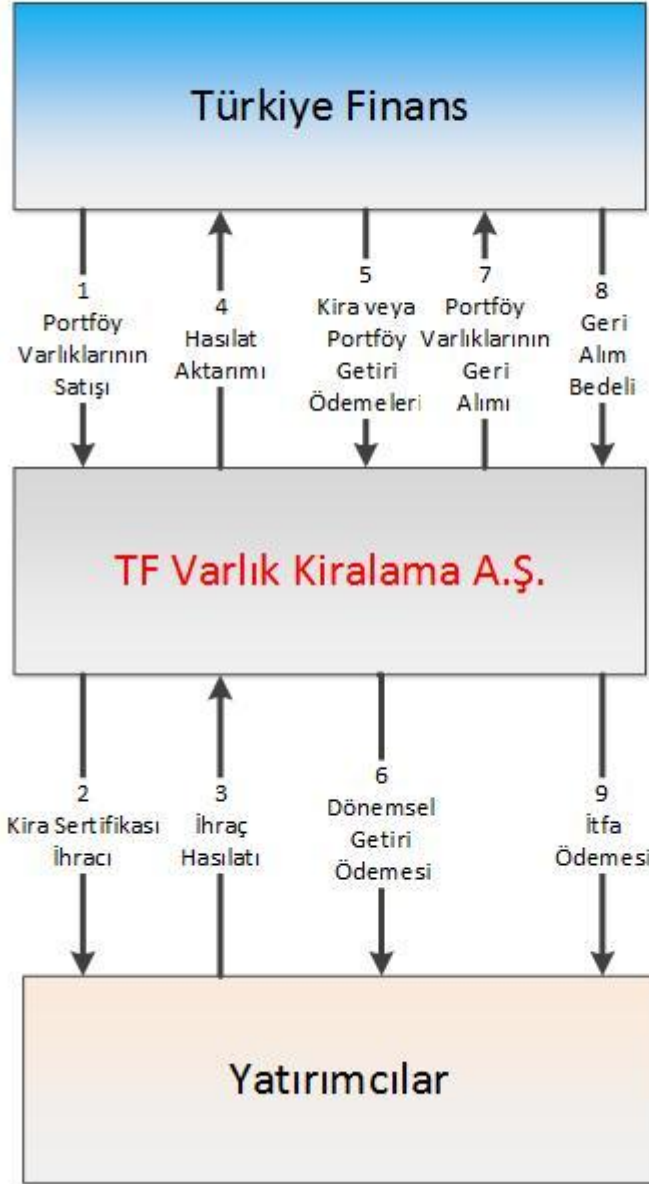 Türkiye Finans
1
Portföy
Varlıklarının
Satışı
4
Hasılat
Aktarımı
5
Kira veya
Portföy
Getiri
Ödemeleri
7
Portföy
Varlıklarının
Geri
Alımı
8
Geri
Alım
Bedeli
TF Varlık Kiralama A.Ş.
2
Kira Sertifikası
İhracı
3
İhraç
Hasılatı
6
Dönemsel
Getiri
Ödemesi
9
İtfa
Ödemesi
Yatırımcılar